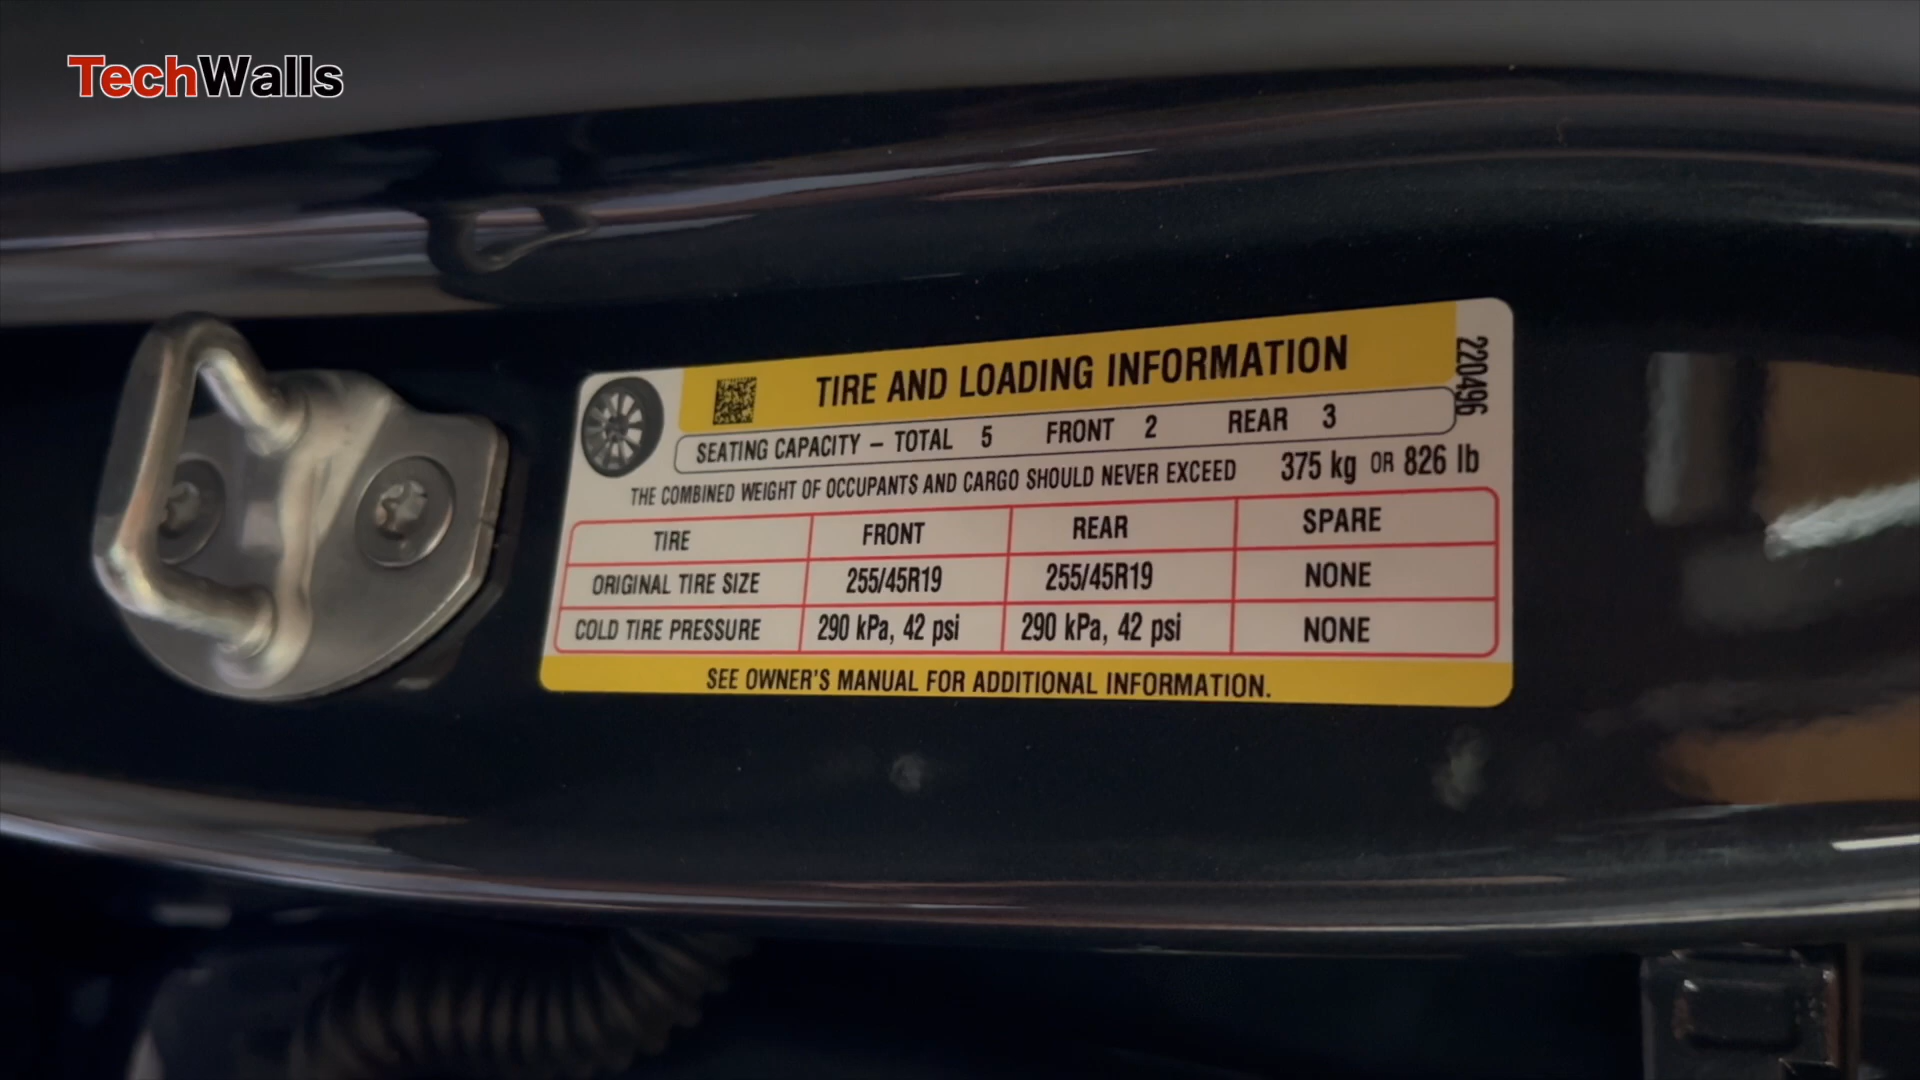 TechWalls
TIRE AND LOADING INFORMATION
220496
SEATING CAPACITY – TOTAL 5 FRONT 2 REAR 3
THE COMBINED WEIGHT OF OCCUPANTS AND CARGO SHOULD NEVER EXCEED 375 kg OR 826 lb
TIRE FRONT REAR SPARE
ORIGINAL TIRE SIZE 255/45R19 255/45R19 NONE
COLD TIRE PRESSURE 290 kPa, 42 psi 290 kPa, 42 psi NONE
SEE OWNER'S MANUAL FOR ADDITIONAL INFORMATION.